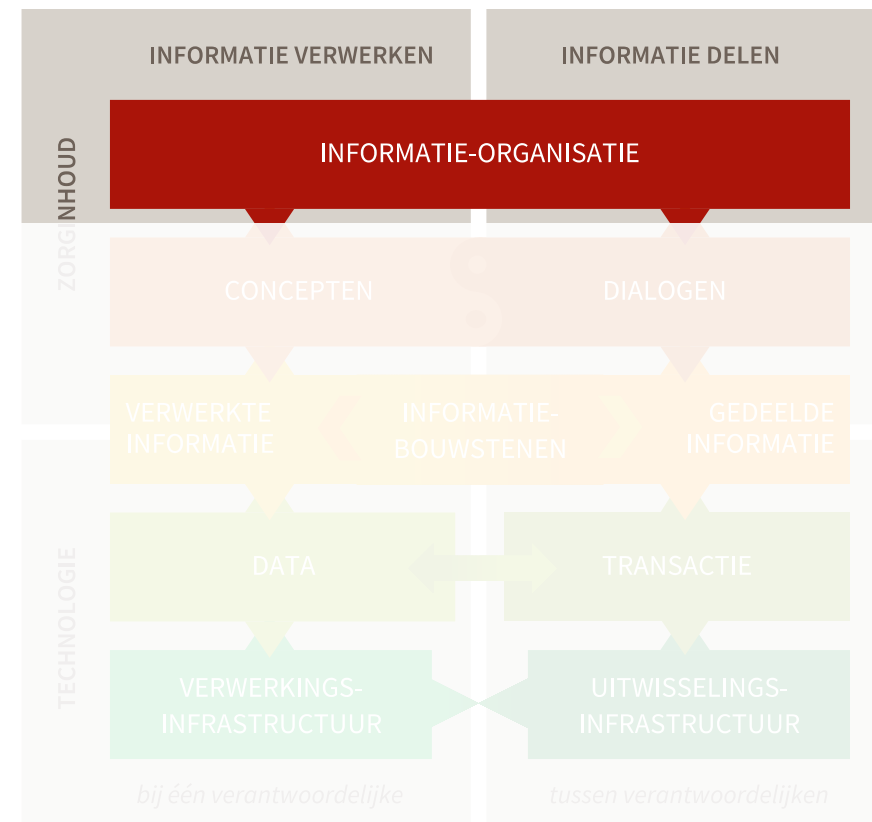 INFORMATIE VERWERKEN
INFORMATIE DELEN
ZORGINHOUD
INFORMATIE-ORGANISATIE
CONCEPTEN
DIALOGEN
VERWERKTE
INFORMATIE
INFORMATIE-
BOUWSTENEN
GEDEELDE
INFORMATIE
TECHNOLOGIE
DATA
TRANSACTIE
VERWERKINGS-
INFRASTRUCTUUR
UITWISSELINGS-
INFRASTRUCTUUR
bij één verantwoordelijke
tussen verantwoordelijken